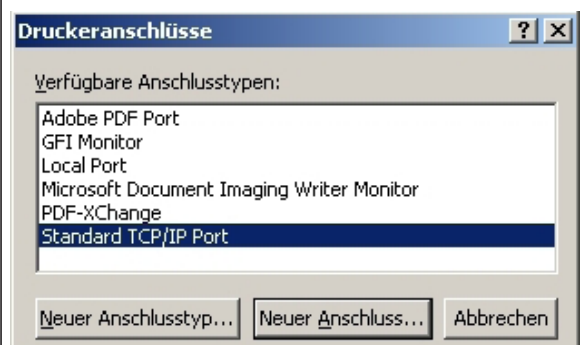 Druckeranschlüsse
Verfügbare Anschlusstypen:
Adobe PDF Port
GFI Monitor
Local Port
Microsoft Document Imaging Writer Monitor
PDF-XChange
Standard TCP/IP Port
Neuer Anschlusstyp... Neuer Anschluss... Abbrechen